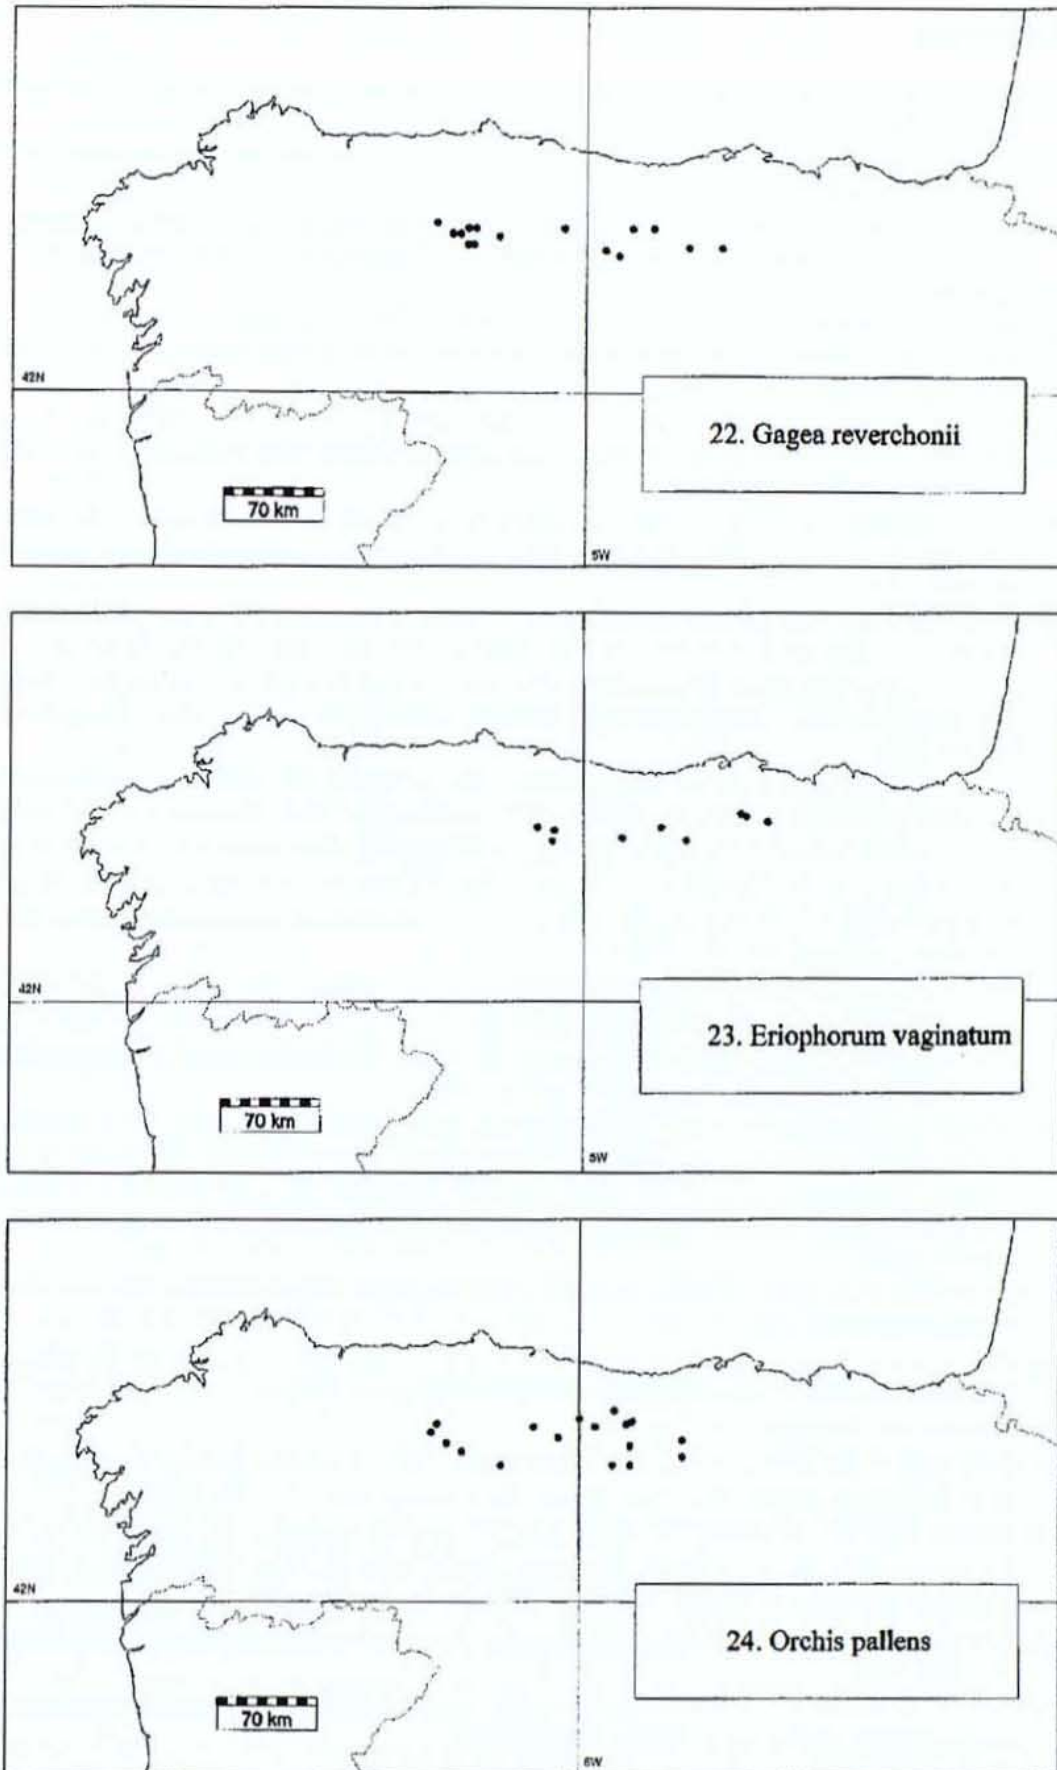 42N
22. Gagea reverchonii
70 km
5W
42N
23. Eriophorum vaginatum
70 km
5W
42N
24. Orchis pallens
70 km